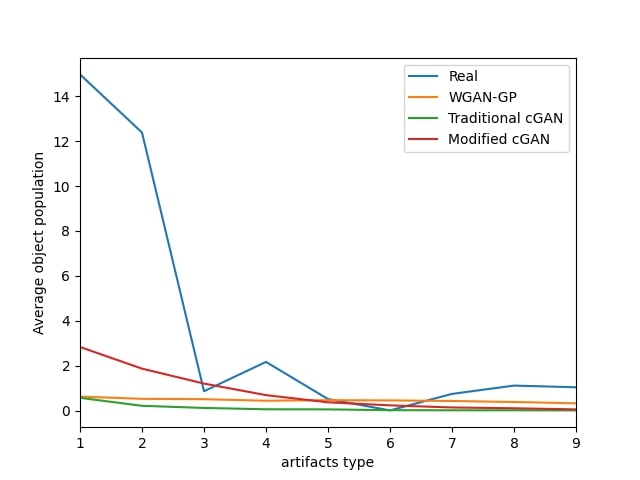 Real
WGAN-GP
Traditional cGAN
Modified cGAN
Average object population
14
12
10
8
6
4
2
0
1 2 3 4 5 6 7 8 9
artifacts type